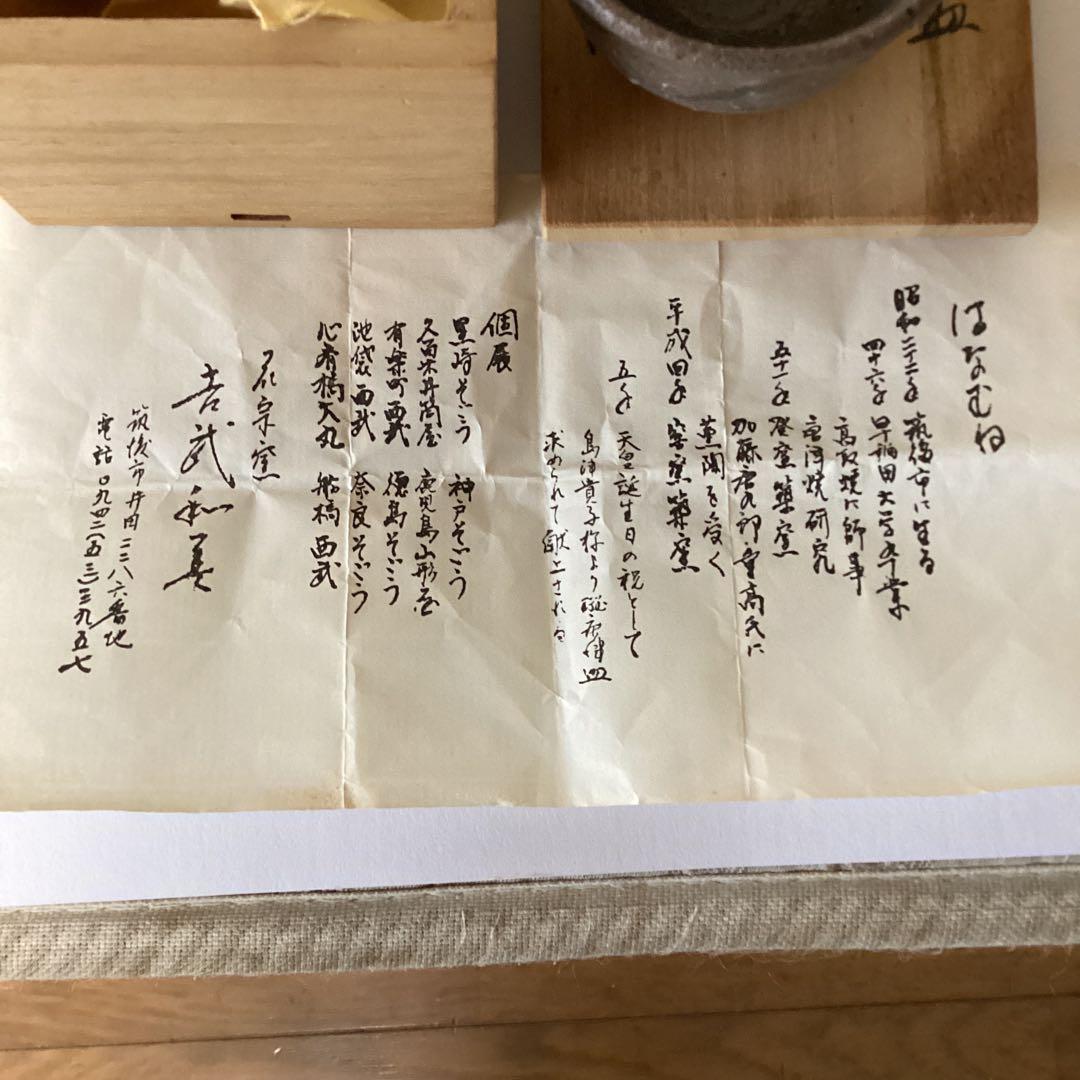 皿
はなむね
昭和二十二年 筑後市に生る
四十六年 早稲田大学卒業
高取焼に師事
唐津焼研究
五十一年 登窯築窯
加藤唐九郎・重高氏に
薫陶を受く
平成四年 窯窯築窯
五年 天皇誕生日の祝として
島津貴子様より
求められて献上される
個展
黒崎そごう 神戸そごう
久留米井筒屋 鹿児島山形屋
有楽町西武 徳島そごう
池袋西武 奈良そごう
心斎橋大丸 船橋西武
花宗窯
吉武和美
筑後市井田一三八六番地
電話〇九四二(五三)三九五七